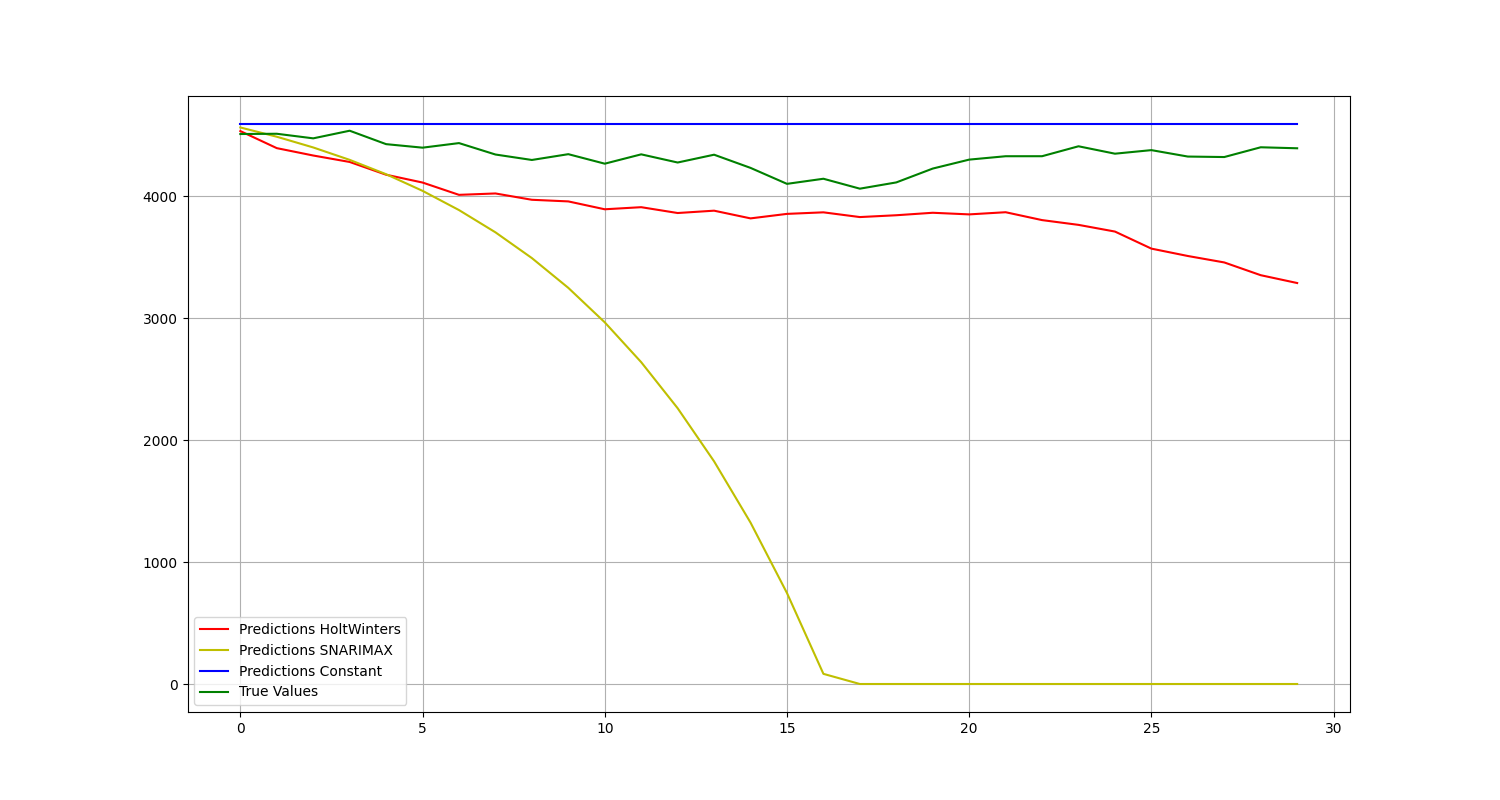 4000
3000
2000
1000
0
Predictions HoltWinters
Predictions SNARIMAX
Predictions Constant
True Values
0 5 10 15 20 25 30